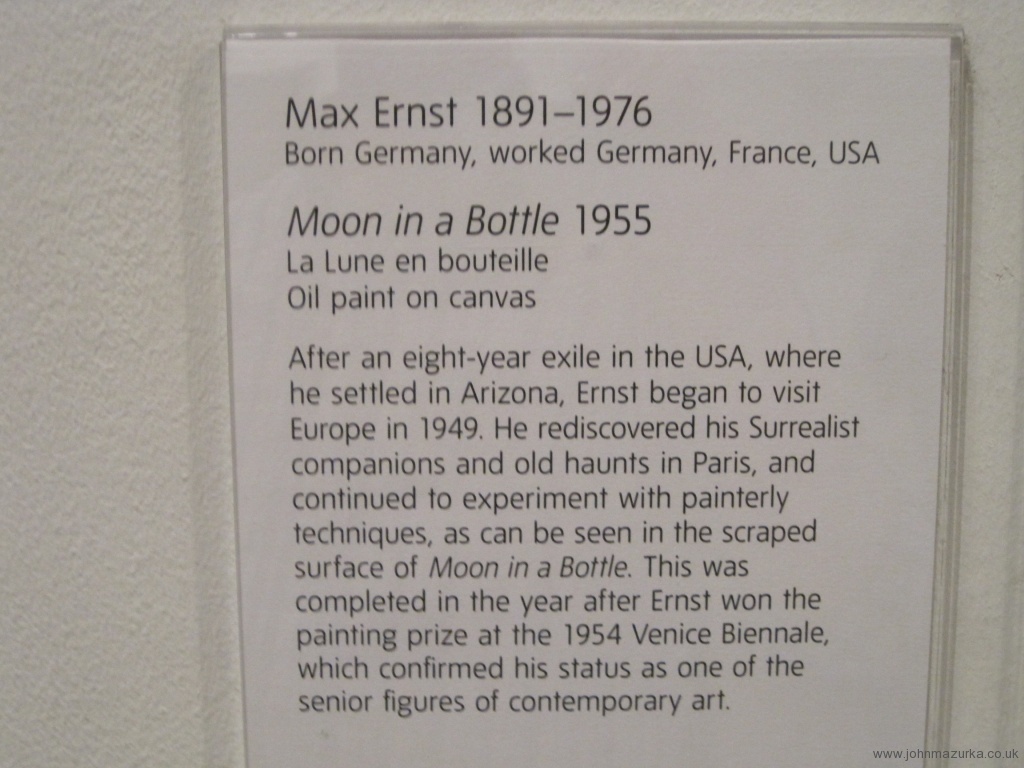 Max Ernst 1891–1976
Born Germany, worked Germany, France, USA
Moon in a Bottle 1955
La Lune en bouteille
Oil paint on canvas
After an eight-year exile in the USA, where
he settled in Arizona, Ernst began to visit
Europe in 1949. He rediscovered his Surrealist
companions and old haunts in Paris, and
continued to experiment with painterly
techniques, as can be seen in the scraped
surface of Moon in a Bottle. This was
completed in the year after Ernst won the
painting prize at the 1954 Venice Biennale,
which confirmed his status as one of the
senior figures of contemporary art.
www.johnmazurka.co.uk